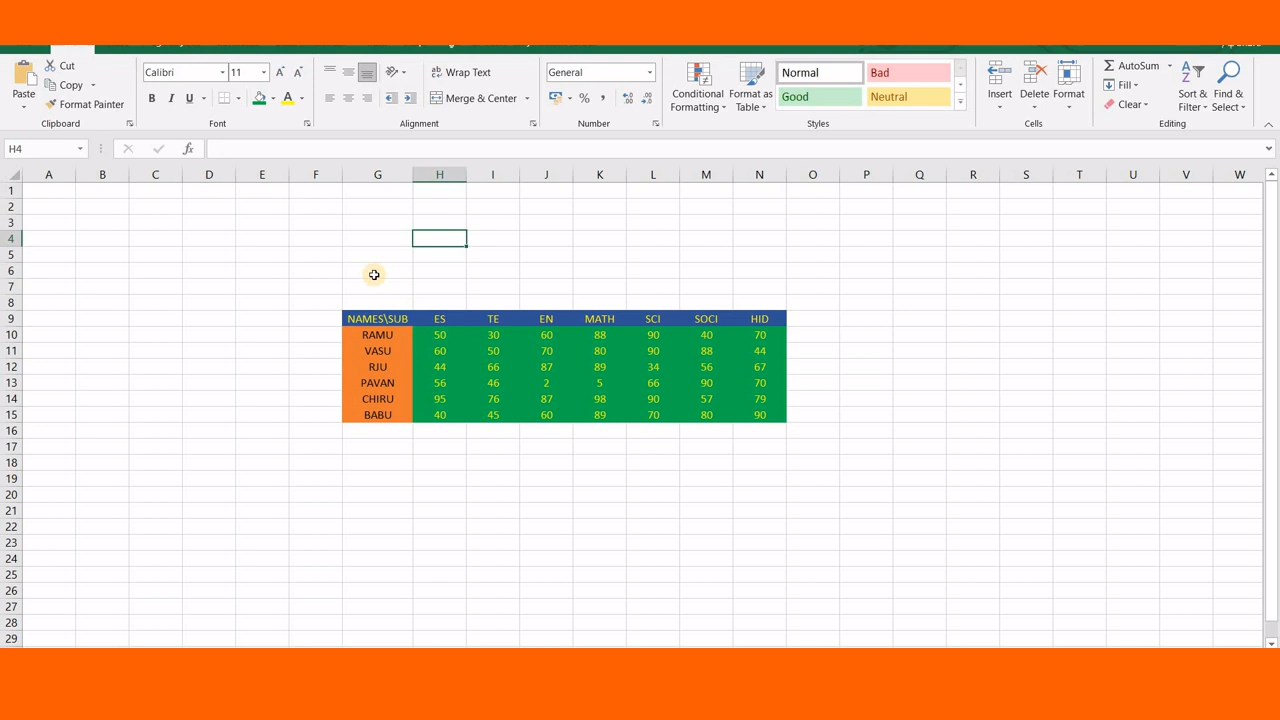 Cut
Copy
Format Painter
Paste
Clipboard
Calibri 11
B I U
A
Font
Wrap Text
Merge & Center
Alignment
General
%
Number
Conditional Formatting
Format as Table
Normal Bad
Good Neutral
Styles
Insert Delete Format
Cells
AutoSum
Fill
Clear
Sort & Filter
Find & Select
Editing
H4 fx
A B C D E F G H I J K L M N O P Q R S T U V W
1
2
3
4
5
6
7
8
9 NAMES\SUB ES TE EN MATH SCI SOCI HID
10 RAMU 50 30 60 88 90 40 70
11 VASU 60 50 70 80 90 88 44
12 RJU 44 66 87 89 34 56 67
13 PAVAN 56 46 2 5 66 90 70
14 CHIRU 95 76 87 98 90 57 79
15 BABU 40 45 60 89 70 80 90
16
17
18
19
20
21
22
23
24
25
26
27
28
29